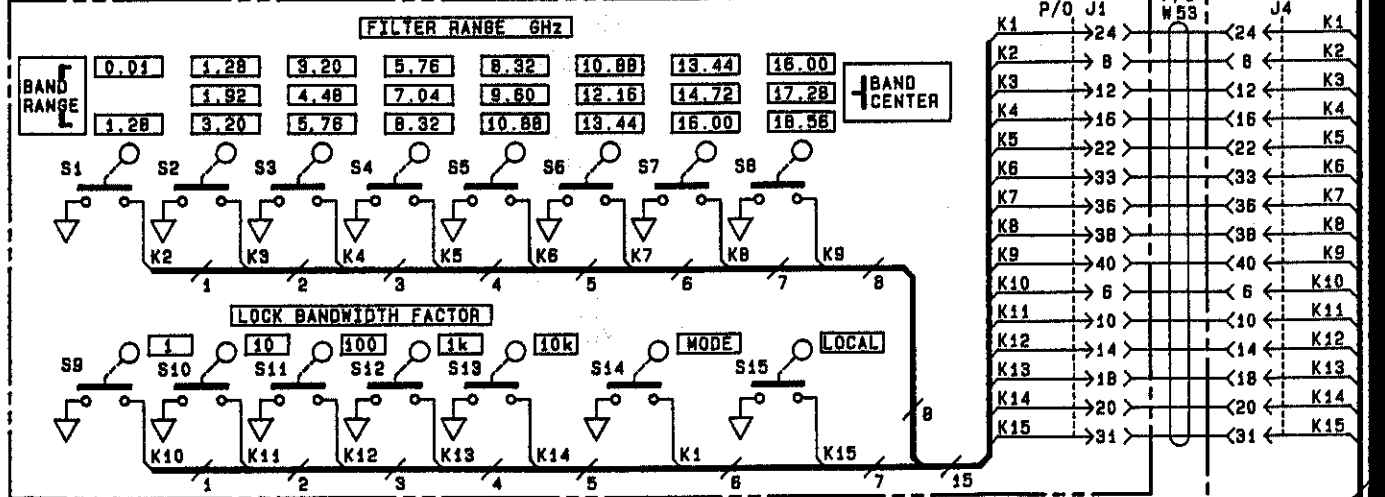 FILTER RANGE GHz
BAND RANGE
0.01 1.28 3.20 5.76 8.32 10.88 13.44 16.00
1.92 4.48 7.04 9.60 12.16 14.72 17.28
1.28 3.20 5.76 8.32 10.88 13.44 16.00 18.56
BAND CENTER
S1 S2 S3 S4 S5 S6 S7 S8
K2 K3 K4 K5 K6 K7 K8 K9
1 2 3 4 5 6 7 8
LOCK BANDWIDTH FACTOR
1 10 100 1k 10k MODE LOCAL
S9 S10 S11 S12 S13 S14 S15
8
K10 K11 K12 K13 K14 K1 K15
1 2 3 4 5 6 7 15
P/O J1 W53 J4
K1 24 24 K1
K2 8 8 K2
K3 12 12 K3
K4 16 16 K4
K5 22 22 K5
K6 33 33 K6
K7 36 36 K7
K8 38 38 K8
K9 40 40 K9
K10 6 6 K10
K11 10 10 K11
K12 14 14 K12
K13 18 18 K13
K14 20 20 K14
K15 31 31 K15